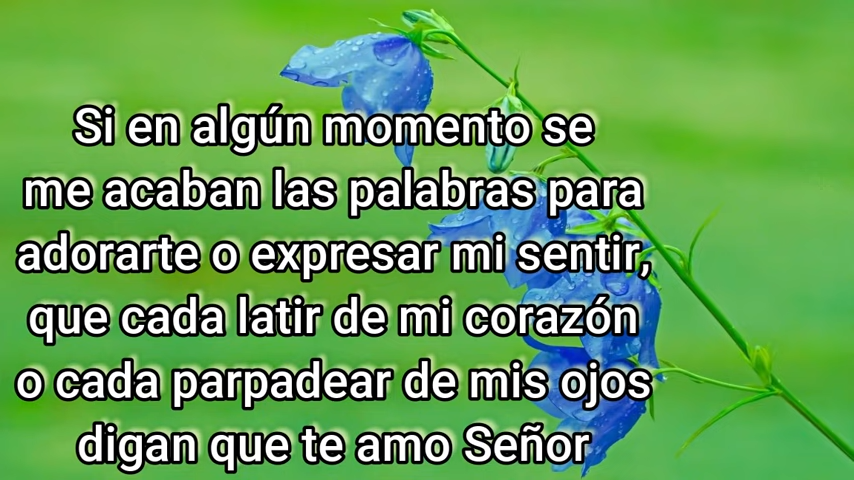 Si en algún momento se
me acaban las palabras para
adorarte o expresar mi sentir,
que cada latir de mi corazón
o cada parpadear de mis ojos
digan que te amo Señor